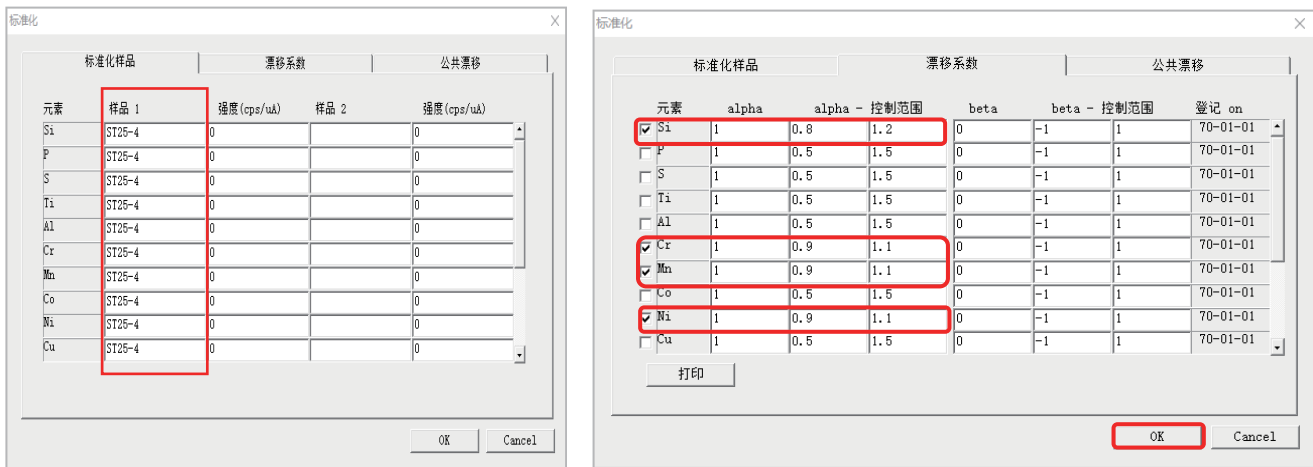 标准化
标准化样品 漂移系数 公共漂移
元素 样品 1 强度(cps/uA) 样品 2 强度(cps/uA)
Si ST25-4 0 0
P ST25-4 0 0
S ST25-4 0 0
Ti ST25-4 0 0
Al ST25-4 0 0
Cr ST25-4 0 0
Mn ST25-4 0 0
Co ST25-4 0 0
Ni ST25-4 0 0
Cu ST25-4 0 0
OK Cancel
标准化
标准化样品 漂移系数 公共漂移
元素 alpha alpha - 控制范围 beta beta - 控制范围 登记 on
Si 1 0.8 1.2 0 -1 1 70-01-01
P 1 0.5 1.5 0 -1 1 70-01-01
S 1 0.5 1.5 0 -1 1 70-01-01
Ti 1 0.5 1.5 0 -1 1 70-01-01
Al 1 0.5 1.5 0 -1 1 70-01-01
Cr 1 0.9 1.1 0 -1 1 70-01-01
Mn 1 0.9 1.1 0 -1 1 70-01-01
Co 1 0.5 1.5 0 -1 1 70-01-01
Ni 1 0.9 1.1 0 -1 1 70-01-01
Cu 1 0.5 1.5 0 -1 1 70-01-01
打印
OK Cancel